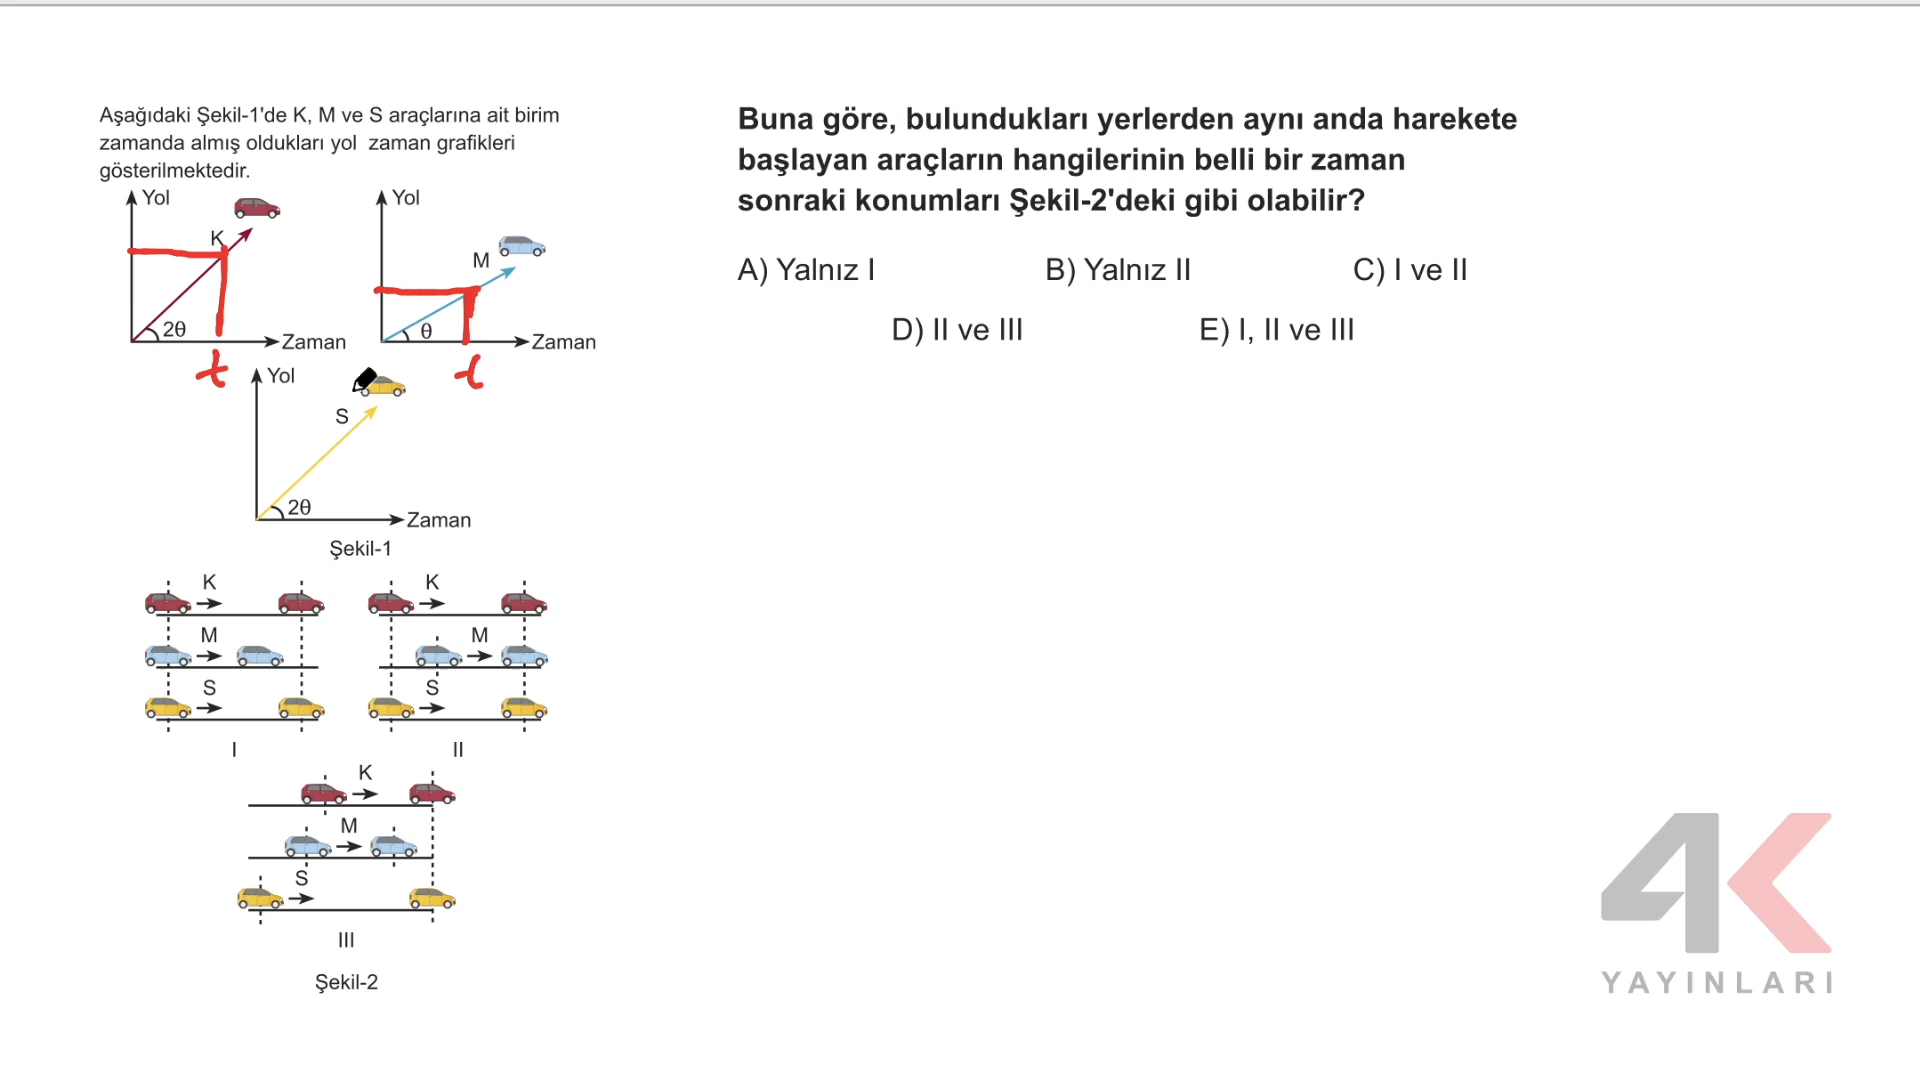 Aşağıdaki Şekil-1'de K, M ve S araçlarına ait birim
zamanda almış oldukları yol zaman grafikleri
gösterilmektedir.
Yol
K
2θ
Zaman
t
Yol
M
θ
Zaman
t
Yol
S
2θ
Zaman
Şekil-1
K
M
S
I
K
M
S
II
K
M
S
III
Şekil-2
Buna göre, bulundukları yerlerden aynı anda harekete
başlayan araçların hangilerinin belli bir zaman
sonraki konumları Şekil-2'deki gibi olabilir?
A) Yalnız I B) Yalnız II C) I ve II
D) II ve III E) I, II ve III
4K
YAYINLARI